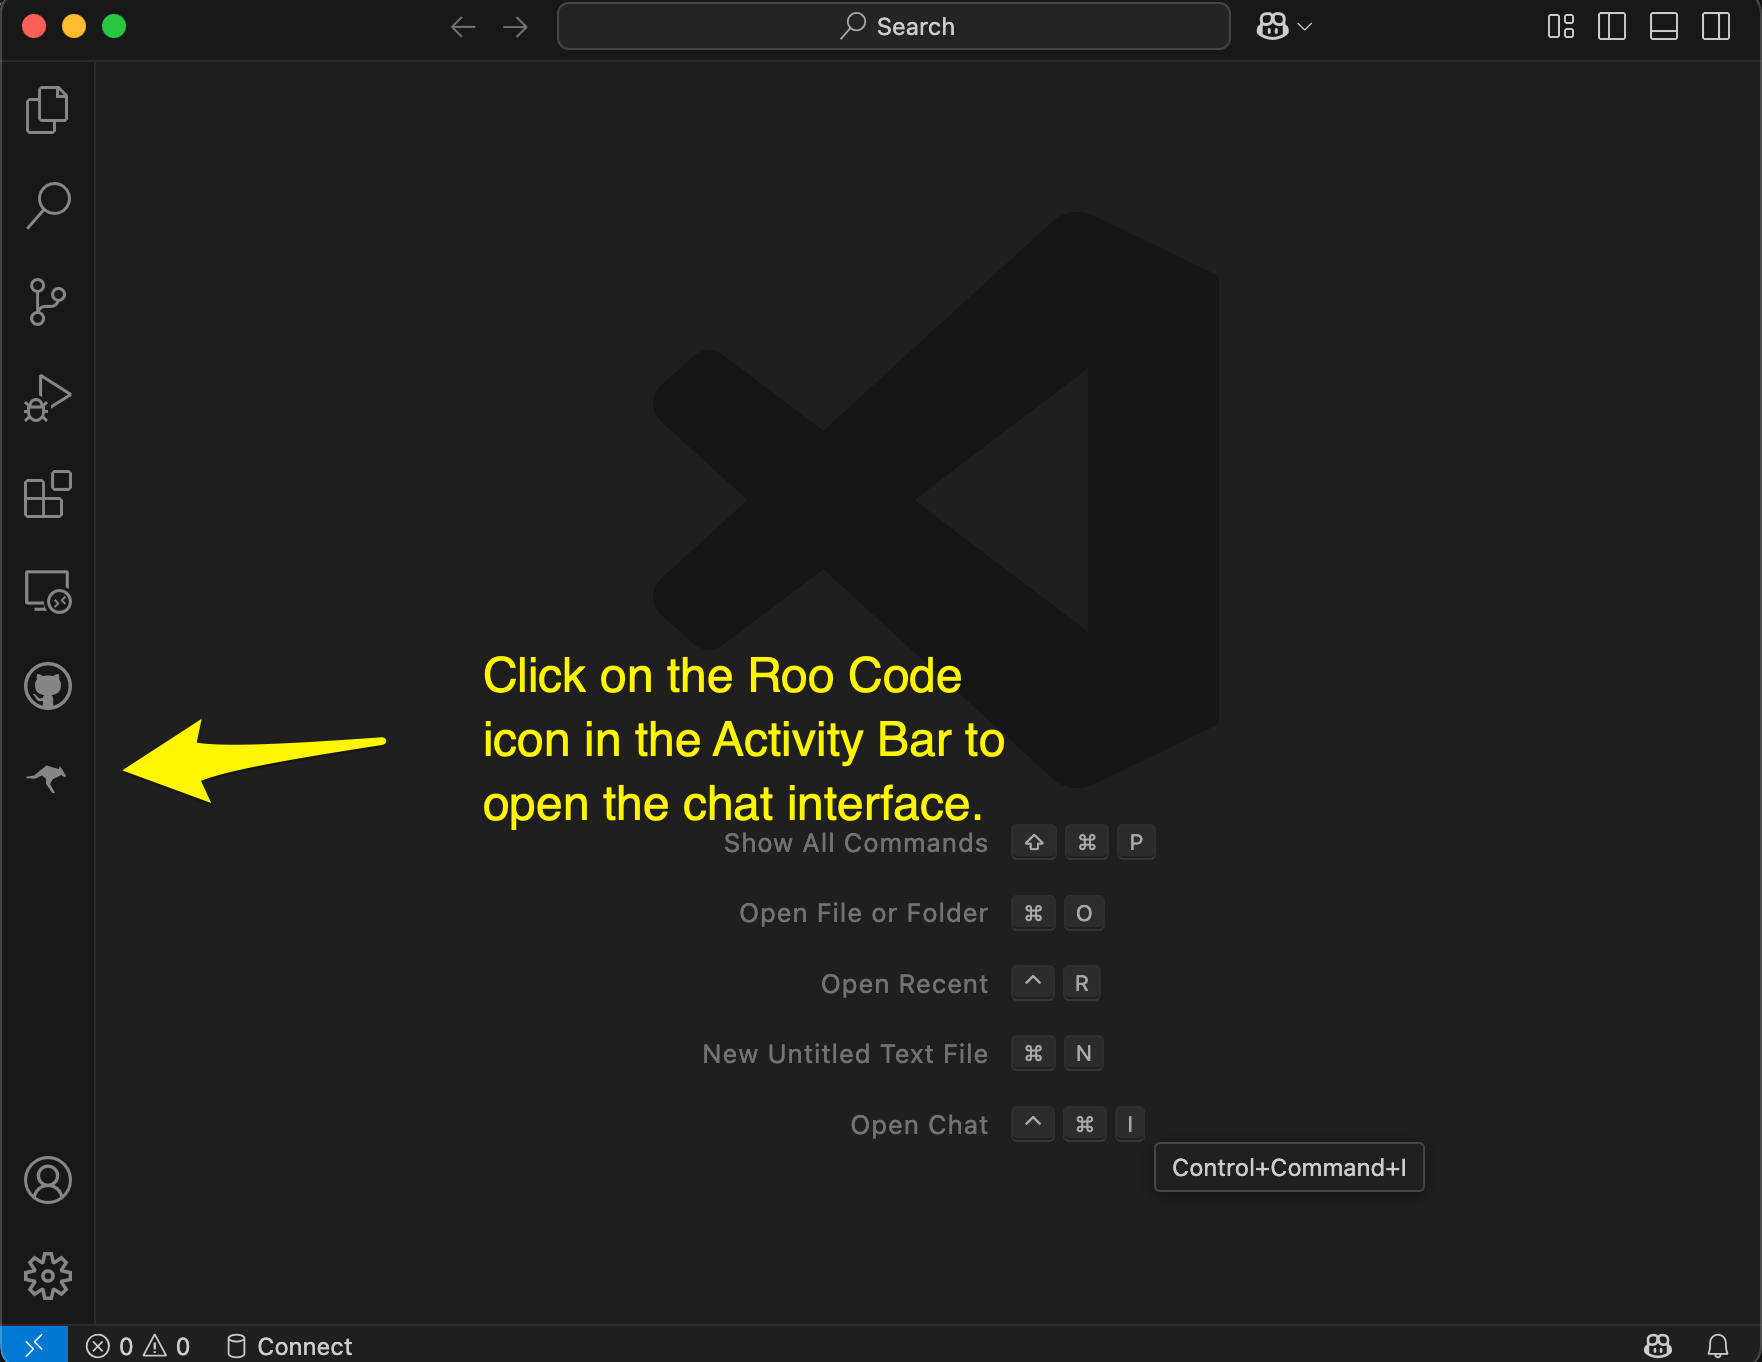 Search
Click on the Roo Code
icon in the Activity Bar to
open the chat interface.
Show All Commands ⇧ ⌘ P
Open File or Folder ⌘ O
Open Recent ^ R
New Untitled Text File ⌘ N
Open Chat ^ ⌘ I
Control+Command+I
0 0 Connect